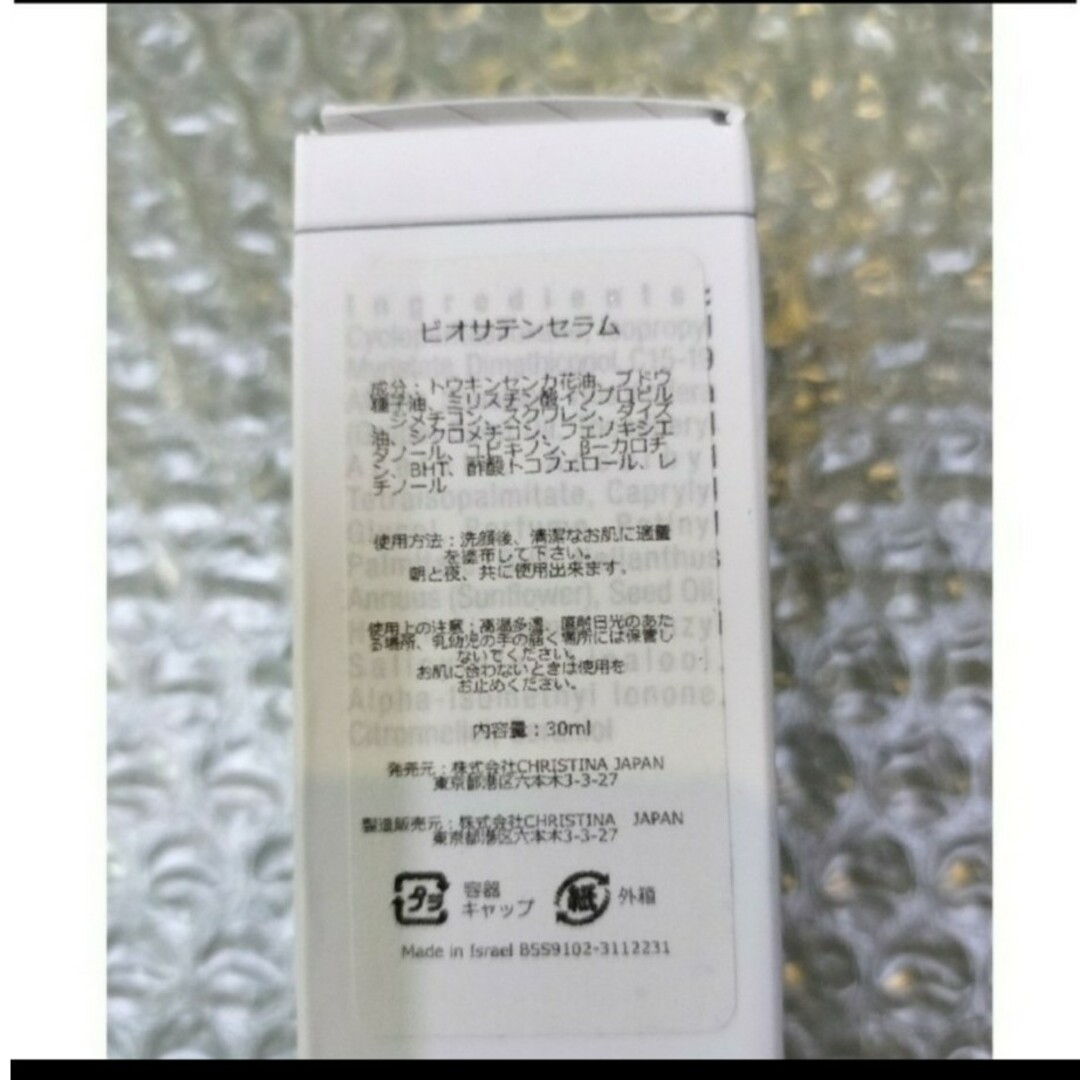 ビオサテンセラム
成分：トウキンセンカ花油、ブドウ
種子油、ミリスチン酸イソプロピル
、ジメチコン、スクワレン、ダイズ
油、シクロメチコン、フェノキシエ
タノール、ユビキノン、β－カロチ
ン、BHT、酢酸トコフェロール、レ
チノール
使用方法：洗顔後、清潔なお肌に適量
を塗布して下さい。
朝と夜、共に使用出来ます。
使用上の注意：高温多湿、直射日光のあた
る場所、乳幼児の手の届く場所には保管し
ないでください。
お肌に合わないときは使用を
お止めください。
内容量：30ml
発売元：株式会社CHRISTINA JAPAN
東京都港区六本木3-3-27
製造販売元：株式会社CHRISTINA　JAPAN
東京都港区六本木3-3-27
プラ 容器
キャップ
紙 外箱
Made in Israel BSS9102-3112231
Ingredients:
Tetraisopalmitate, Caprylyl
Annuus (Sunflower), Seed Oil,
Alpha-Isomethyl Ionone,